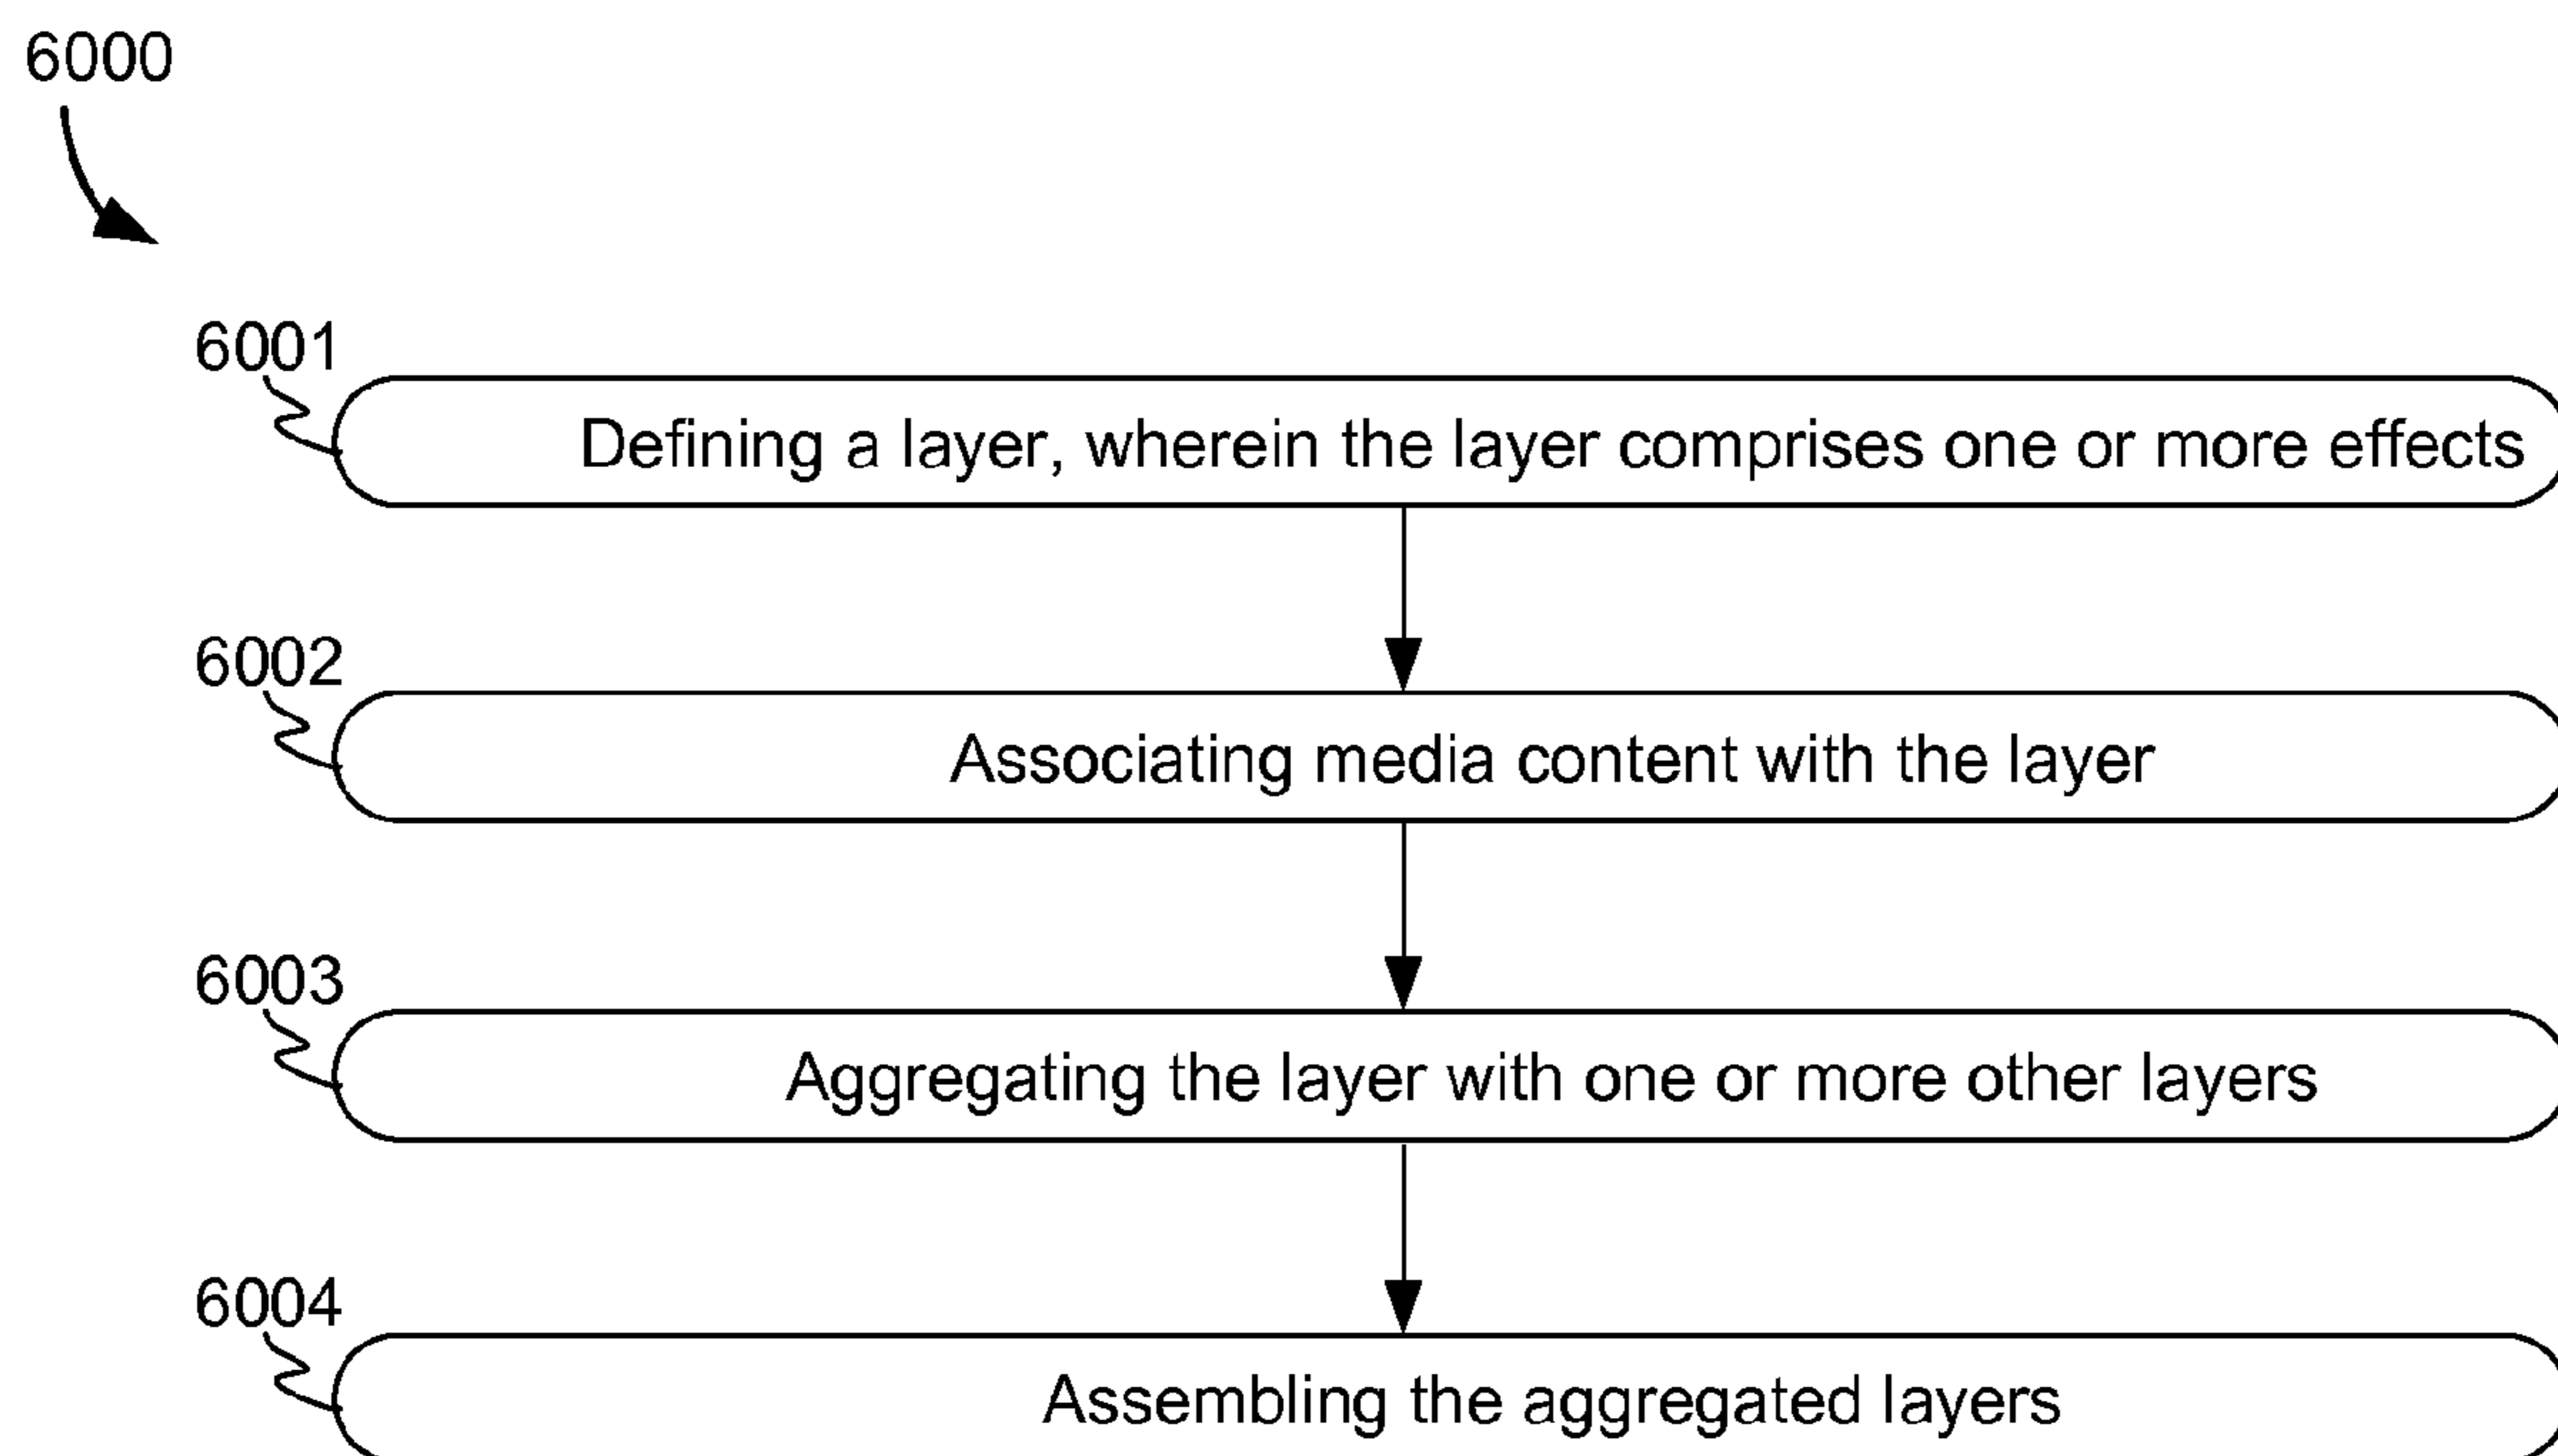 6000
6001
Defining a layer, wherein the layer comprises one or more effects
6002
Associating media content with the layer
6003
Aggregating the layer with one or more other layers
6004
Assembling the aggregated layers